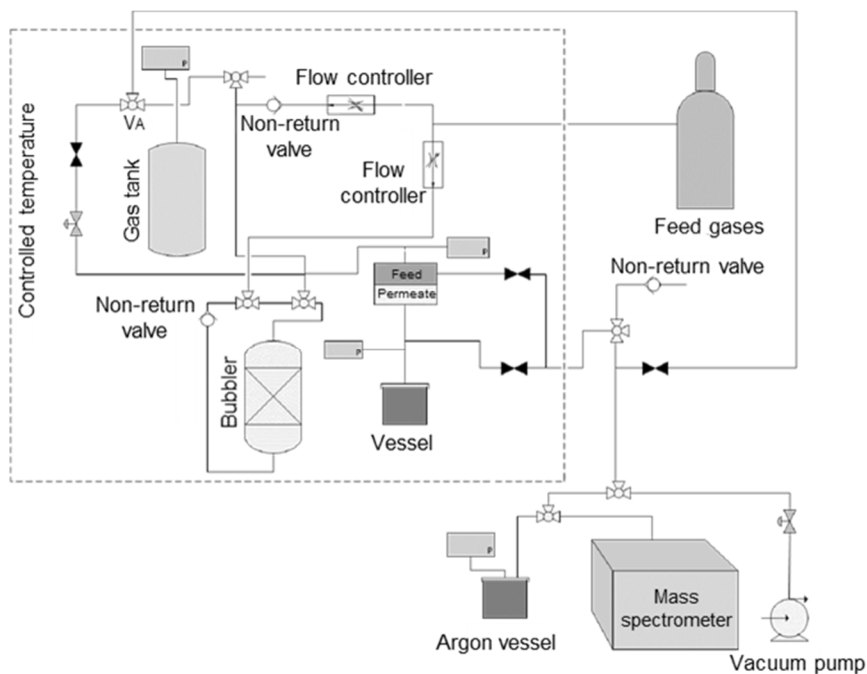 P
Flow controller
VA
Non-return
valve
Flow
controller
Controlled temperature
Gas tank
Feed gases
P
Feed
Permeate
Non-return valve
Non-return
valve
P
Bubbler
Vessel
P
Argon vessel
Mass
spectrometer
Vacuum pump